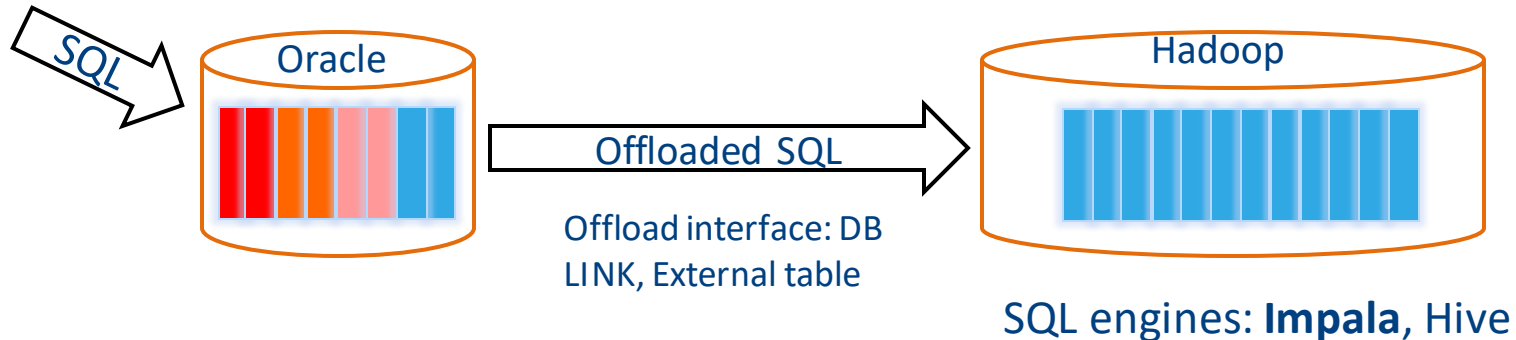 SQL
Oracle
Hadoop
Offloaded SQL
Offload interface: DB
LINK, External table
SQL engines: Impala, Hive